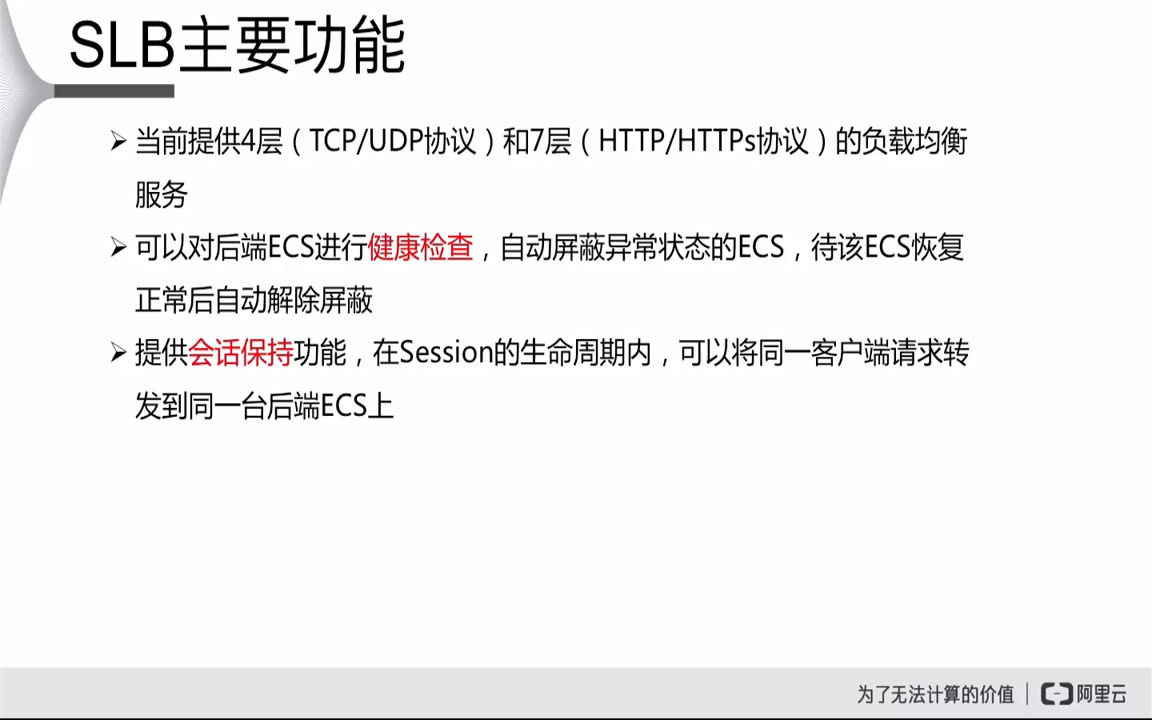 SLB主要功能
当前提供4层（TCP/UDP协议）和7层（HTTP/HTTPs协议）的负载均衡
服务
可以对后端ECS进行健康检查，自动屏蔽异常状态的ECS，待该ECS恢复
正常后自动解除屏蔽
提供会话保持功能，在Session的生命周期内，可以将同一客户端请求转
发到同一台后端ECS上
为了无法计算的价值 | 阿里云